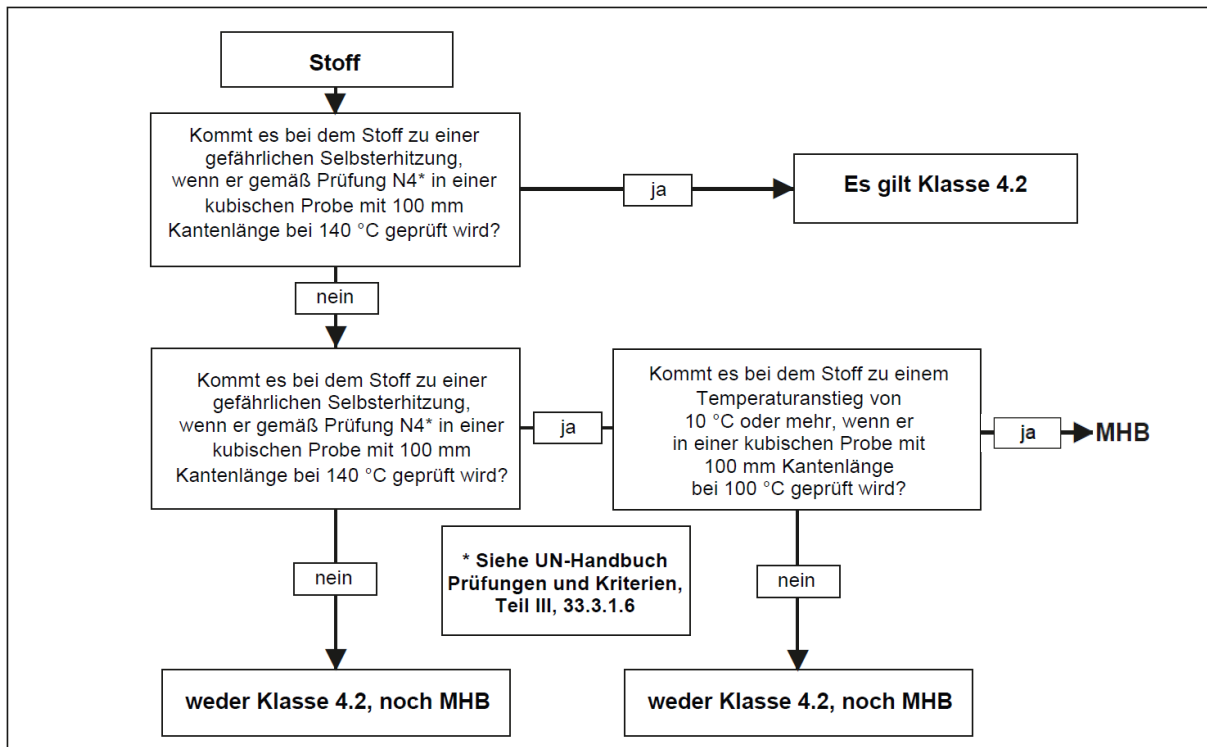 Stoff
Kommt es bei dem Stoff zu einer
gefährlichen Selbsterhitzung,
wenn er gemäß Prüfung N4* in einer
kubischen Probe mit 100 mm
Kantenlänge bei 140 °C geprüft wird?
ja
Es gilt Klasse 4.2
nein
Kommt es bei dem Stoff zu einer
gefährlichen Selbsterhitzung,
wenn er gemäß Prüfung N4* in einer
kubischen Probe mit 100 mm
Kantenlänge bei 140 °C geprüft wird?
ja
Kommt es bei dem Stoff zu einem
Temperaturanstieg von
10 °C oder mehr, wenn er
in einer kubischen Probe mit
100 mm Kantenlänge
bei 100 °C geprüft wird?
ja
MHB
nein
* Siehe UN-Handbuch
Prüfungen und Kriterien,
Teil III, 33.3.1.6
nein
weder Klasse 4.2, noch MHB
weder Klasse 4.2, noch MHB